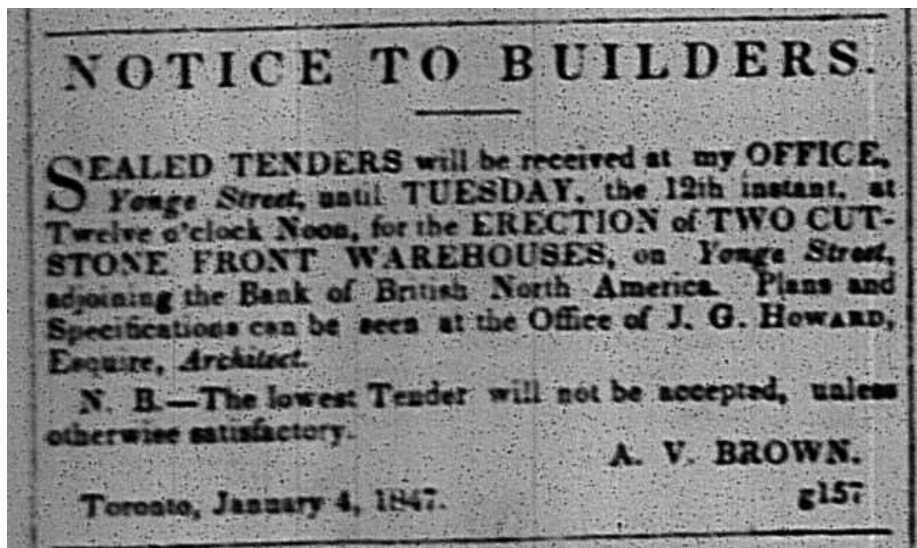 NOTICE TO BUILDERS.
SEALED TENDERS will be received at my OFFICE,
Yonge Street, until TUESDAY, the 12th instant, at
Twelve o'clock Noon, for the ERECTION of TWO CUT-
STONE FRONT WAREHOUSES, on Yonge Street,
adjoining the Bank of British North America. Plans and
Specifications can be seen at the Office of J. G. HOWARD,
Esquire, Architect.
N. B.—The lowest Tender will not be accepted, unless
otherwise satisfactory.
A. V. BROWN.
Toronto, January 4, 1847.
g157